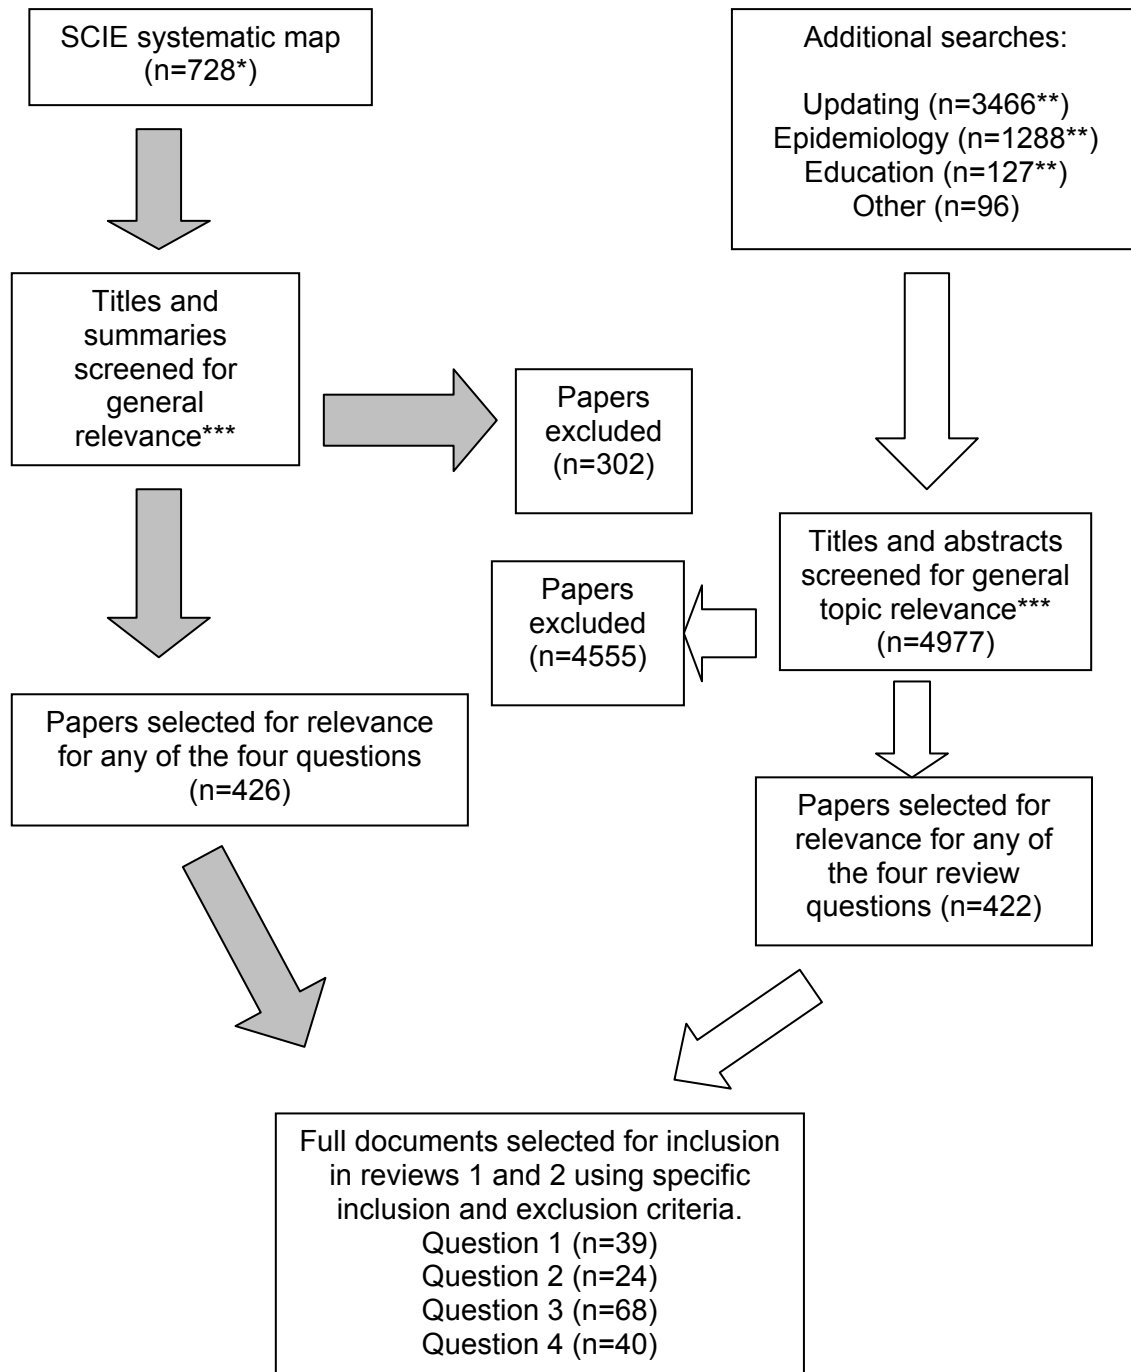 SCIE systematic map
(n=728*)
Additional searches:
Updating (n=3466**)
Epidemiology (n=1288**)
Education (n=127**)
Other (n=96)
Titles and
summaries
screened for
general
relevance***
Papers
excluded
(n=302)
Titles and abstracts
screened for general
topic relevance***
(n=4977)
Papers
excluded
(n=4555)
Papers selected for relevance
for any of the four questions
(n=426)
Papers selected for
relevance for any of
the four review
questions (n=422)
Full documents selected for inclusion
in reviews 1 and 2 using specific
inclusion and exclusion criteria.
Question 1 (n=39)
Question 2 (n=24)
Question 3 (n=68)
Question 4 (n=40)